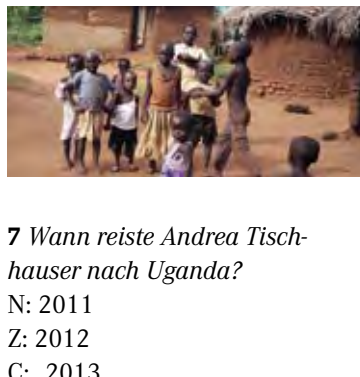 7 Wann reiste Andrea Tisch-
hauser nach Uganda?
N: 2011
Z: 2012
C: 2013